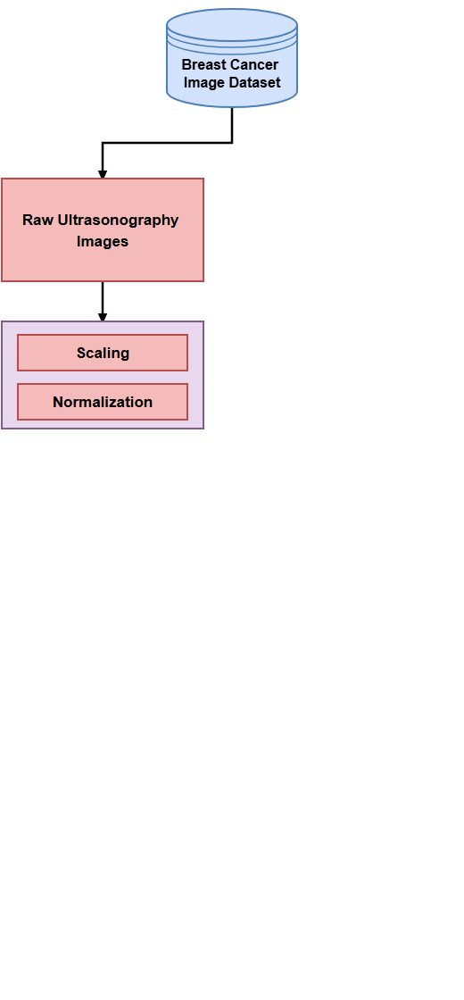 Breast Cancer
Image Dataset
Raw Ultrasonography
Images
Scaling
Normalization